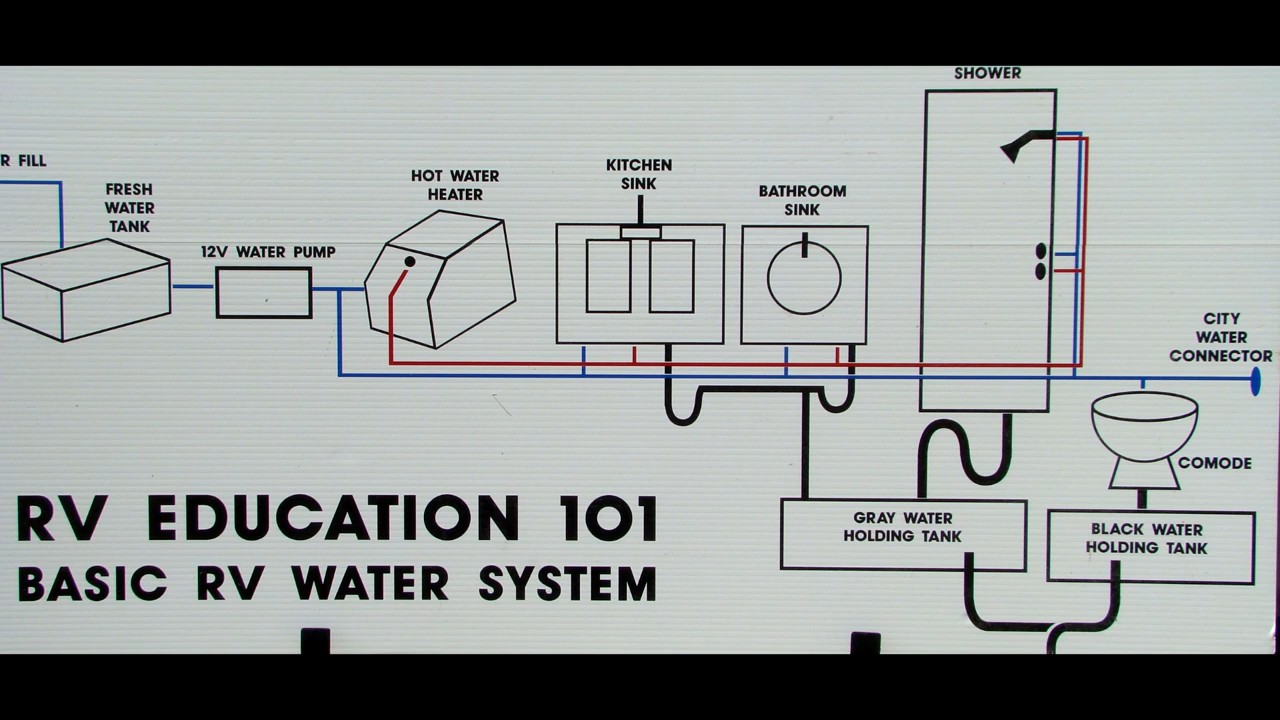 SHOWER
R FILL
FRESH
WATER
TANK
12V WATER PUMP
HOT WATER
HEATER
KITCHEN
SINK
BATHROOM
SINK
CITY
WATER
CONNECTOR
COMODE
GRAY WATER
HOLDING TANK
BLACK WATER
HOLDING TANK
RV EDUCATION 101
BASIC RV WATER SYSTEM